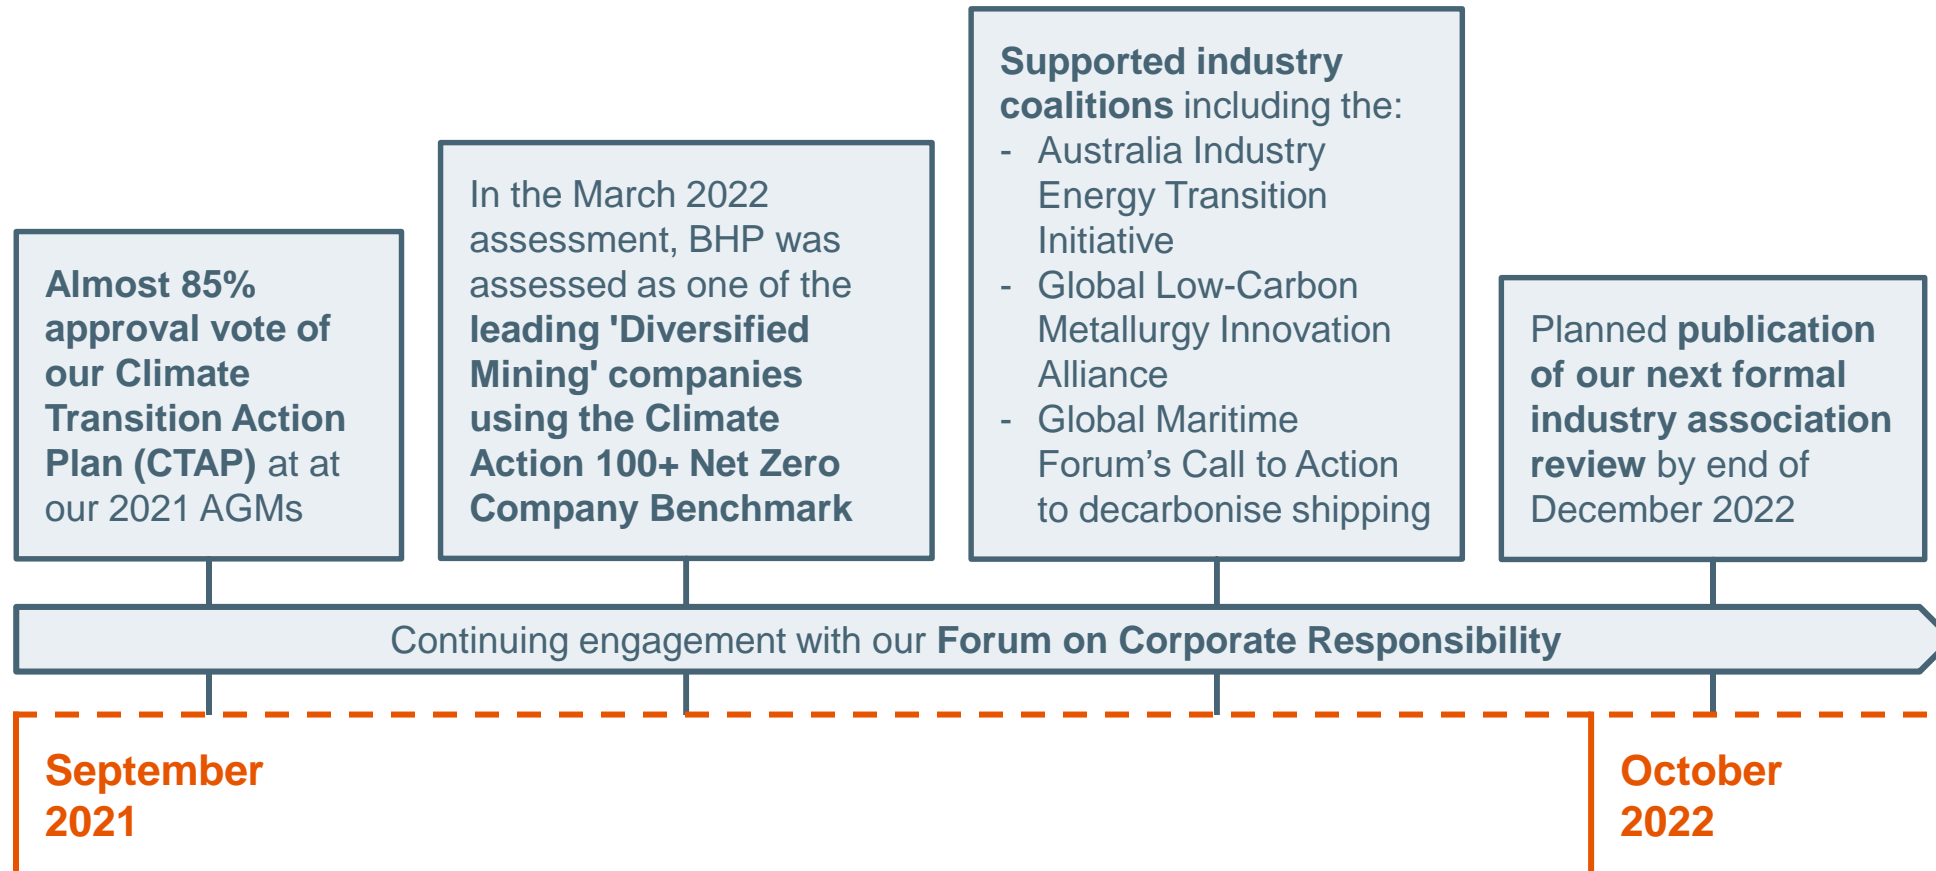 Almost 85%
approval vote of
our Climate
Transition Action
Plan (CTAP) at at
our 2021 AGMs
In the March 2022
assessment, BHP was
assessed as one of the
leading 'Diversified
Mining' companies
using the Climate
Action 100+ Net Zero
Company Benchmark
Supported industry
coalitions including the:
- Australia Industry
Energy Transition
Initiative
- Global Low-Carbon
Metallurgy Innovation
Alliance
- Global Maritime
Forum’s Call to Action
to decarbonise shipping
Planned publication
of our next formal
industry association
review by end of
December 2022
Continuing engagement with our Forum on Corporate Responsibility
September
2021
October
2022